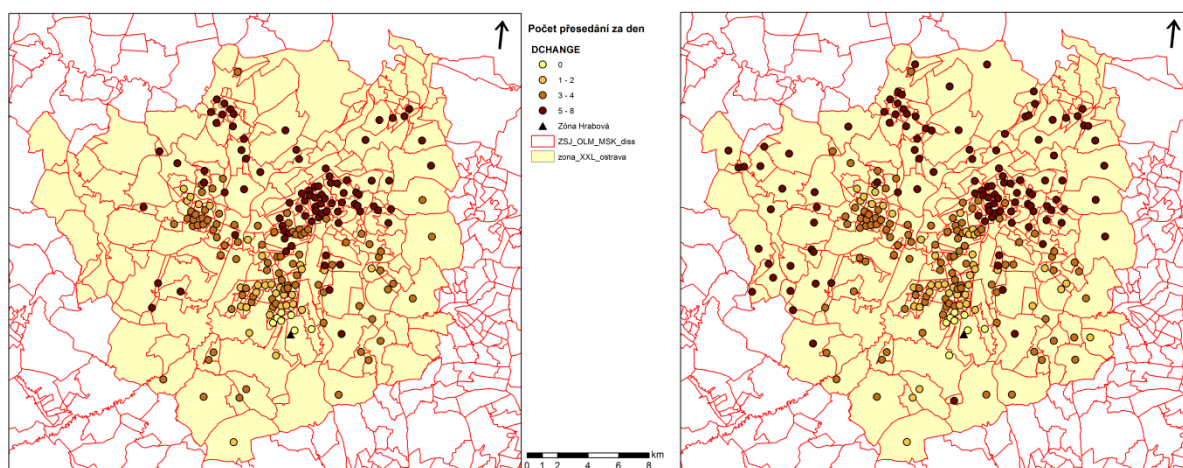 Počet přesedání za den
DCHANGE
0
1 - 2
3 - 4
5 - 8
Zóna Hrabová
ZSJ_OLM_MSK_diss
zona_XXL_ostrava
km
0 1 2 4 6 8